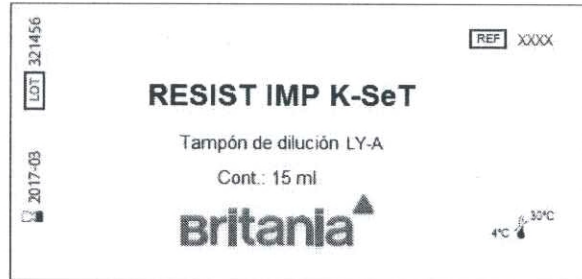 REF XXXX
LOT 321456
RESIST IMP K-SeT
Tampón de dilución LY-A
Cont.: 15 ml
2017-03
Britania
4°C 30°C